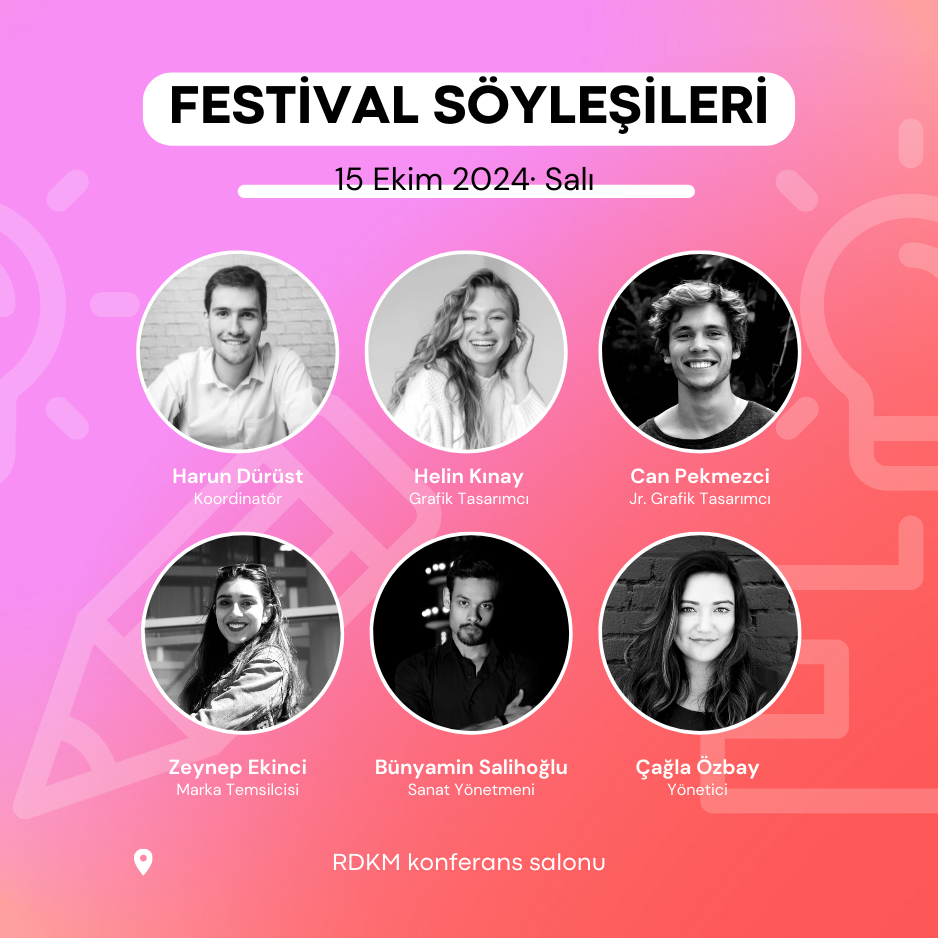 FESTİVAL SÖYLEŞİLERİ
15 Ekim 2024· Salı
Harun Dürüst
Koordinatör
Helin Kınay
Grafik Tasarımcı
Can Pekmezci
Jr. Grafik Tasarımcı
Zeynep Ekinci
Marka Temsilcisi
Bünyamin Salihoğlu
Sanat Yönetmeni
Çağla Özbay
Yönetici
RDKM konferans salonu